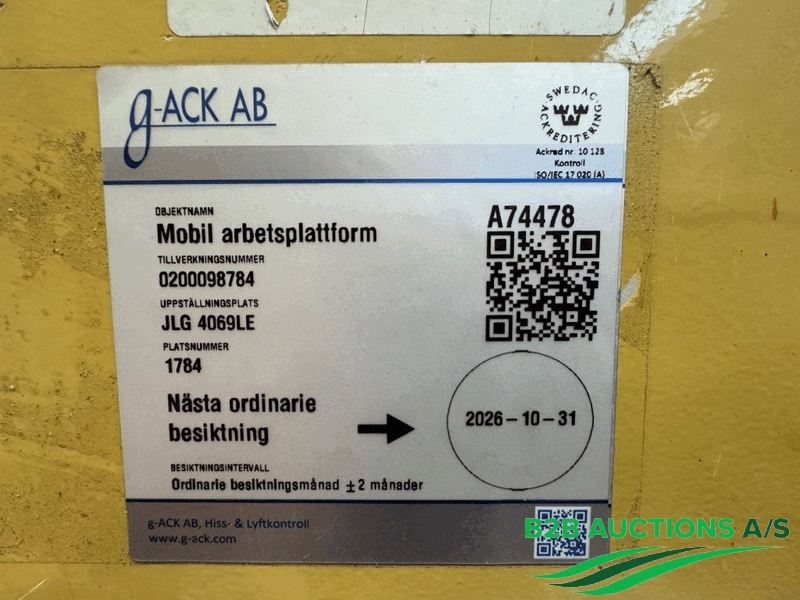 g-ACK AB
SWEDAC ACKREDITERING
Ackred nr. 10 128
Kontroll
ISO/IEC 17 020 (A)
OBJEKTNAMN
Mobil arbetsplattform
A74478
TILLVERKNINGSNUMMER
0200098784
UPPSTÄLLNINGSPLATS
JLG 4069LE
PLATSNUMMER
1784
Nästa ordinarie
besiktning
2026-10-31
BESIKTNINGSINTERVALL
Ordinarie besiktningsmånad ±2 månader
g-ACK AB, Hiss- & Lyftkontroll
www.g-ack.com
B2B AUCTIONS A/S